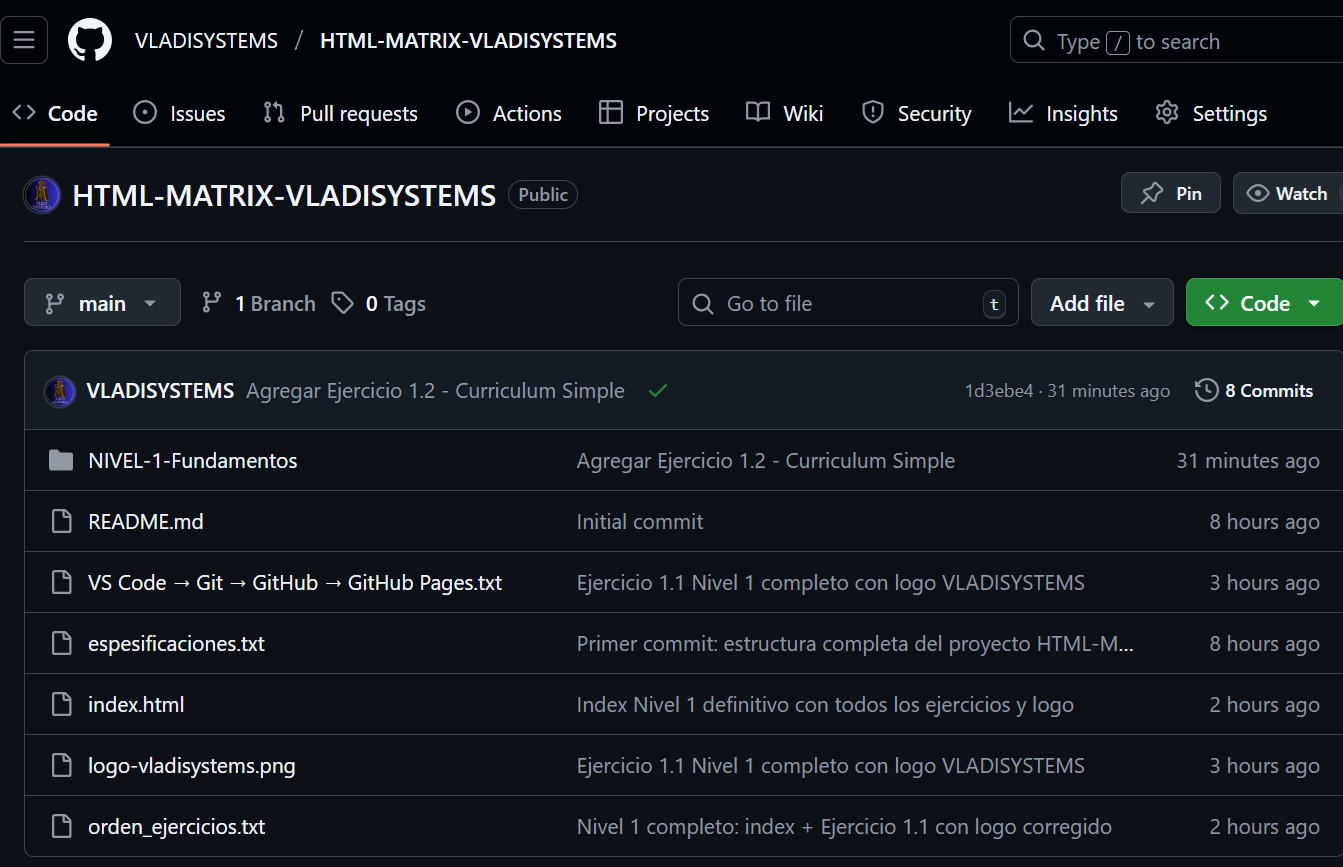 VLADISYSTEMS / HTML-MATRIX-VLADISYSTEMS
Type / to search
Code Issues Pull requests Actions Projects Wiki Security Insights Settings
HTML-MATRIX-VLADISYSTEMS Public
Pin Watch
main 1 Branch 0 Tags
Go to file t Add file Code
VLADISYSTEMS Agregar Ejercicio 1.2 - Curriculum Simple 1d3ebe4 · 31 minutes ago 8 Commits
NIVEL-1-Fundamentos Agregar Ejercicio 1.2 - Curriculum Simple 31 minutes ago
README.md Initial commit 8 hours ago
VS Code → Git → GitHub → GitHub Pages.txt Ejercicio 1.1 Nivel 1 completo con logo VLADISYSTEMS 3 hours ago
espesificaciones.txt Primer commit: estructura completa del proyecto HTML-M... 8 hours ago
index.html Index Nivel 1 definitivo con todos los ejercicios y logo 2 hours ago
logo-vladisystems.png Ejercicio 1.1 Nivel 1 completo con logo VLADISYSTEMS 3 hours ago
orden_ejercicios.txt Nivel 1 completo: index + Ejercicio 1.1 con logo corregido 2 hours ago